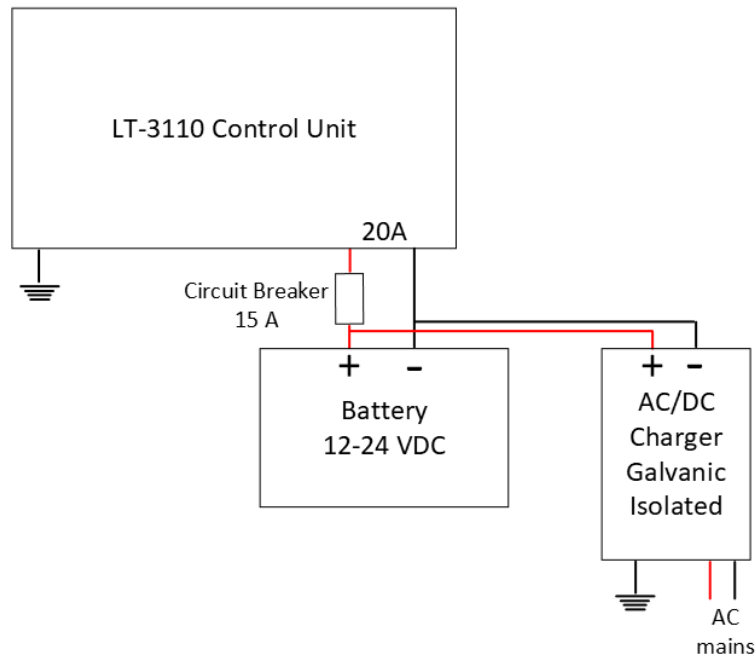 LT-3110 Control Unit
20A
Circuit Breaker
15 A
+ -
Battery
12-24 VDC
+ -
AC/DC
Charger
Galvanic
Isolated
AC
mains